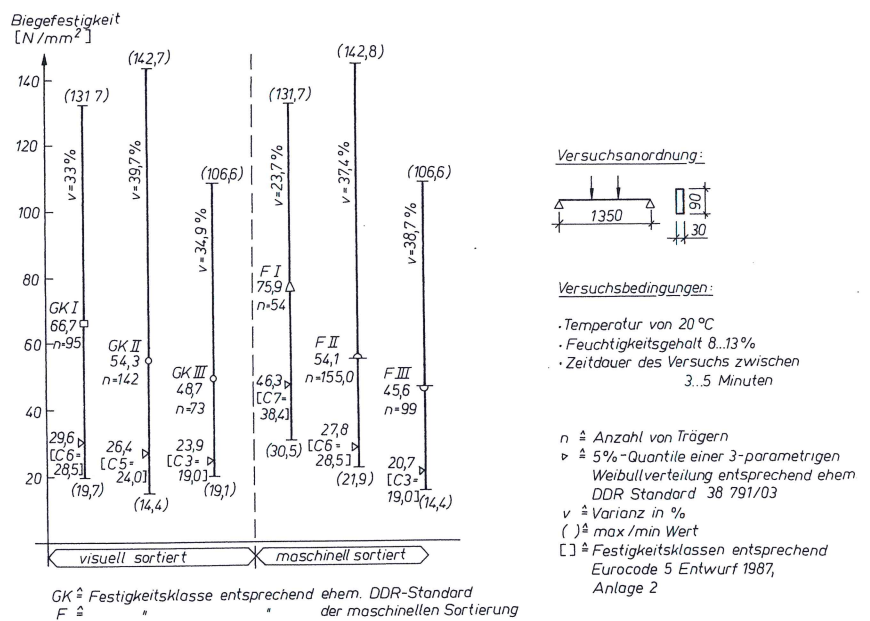 Biegefestigkeit
[N/mm²]
140
120
100
80
60
40
20
(131 7)
v=33%
GK I
66,7
n=95
29,6
[C6=
28,5]
(19,7)
(142,7)
v=39,7 %
GK II
54,3
n=142
26,4
[C5=
24,0]
(14,4)
(106,6)
v=34,9 %
GK III
48,7
n=73
23,9
[C3=
19,0]
(19,1)
(131,7)
v=23,7 %
F I
75,9
n=54
46,3
[C7=
38,4]
(30,5)
(142,8)
v=37,4 %
F II
54,1
n=155,0
27,8
[C6=
28,5]
(21,9)
(106,6)
v=38,7 %
F III
45,6
n=99
20,7
[C3=
19,0]
(14,4)
visuell sortiert
maschinell sortiert
GK ≙ Festigkeitsklasse entsprechend ehem. DDR-Standard
F ≙ " " der maschinellen Sortierung
Versuchsanordnung:
1350
90
30
Versuchsbedingungen:
· Temperatur von 20 °C
· Feuchtigkeitsgehalt 8...13 %
· Zeitdauer des Versuchs zwischen
3...5 Minuten
n ≙ Anzahl von Trägern
▹ ≙ 5%-Quantile einer 3-parametrigen
Weibullverteilung entsprechend ehem.
DDR Standard 38 791/03
v ≙ Varianz in %
( ) ≙ max/min Wert
[ ] ≙ Festigkeitsklassen entsprechend
Eurocode 5 Entwurf 1987,
Anlage 2